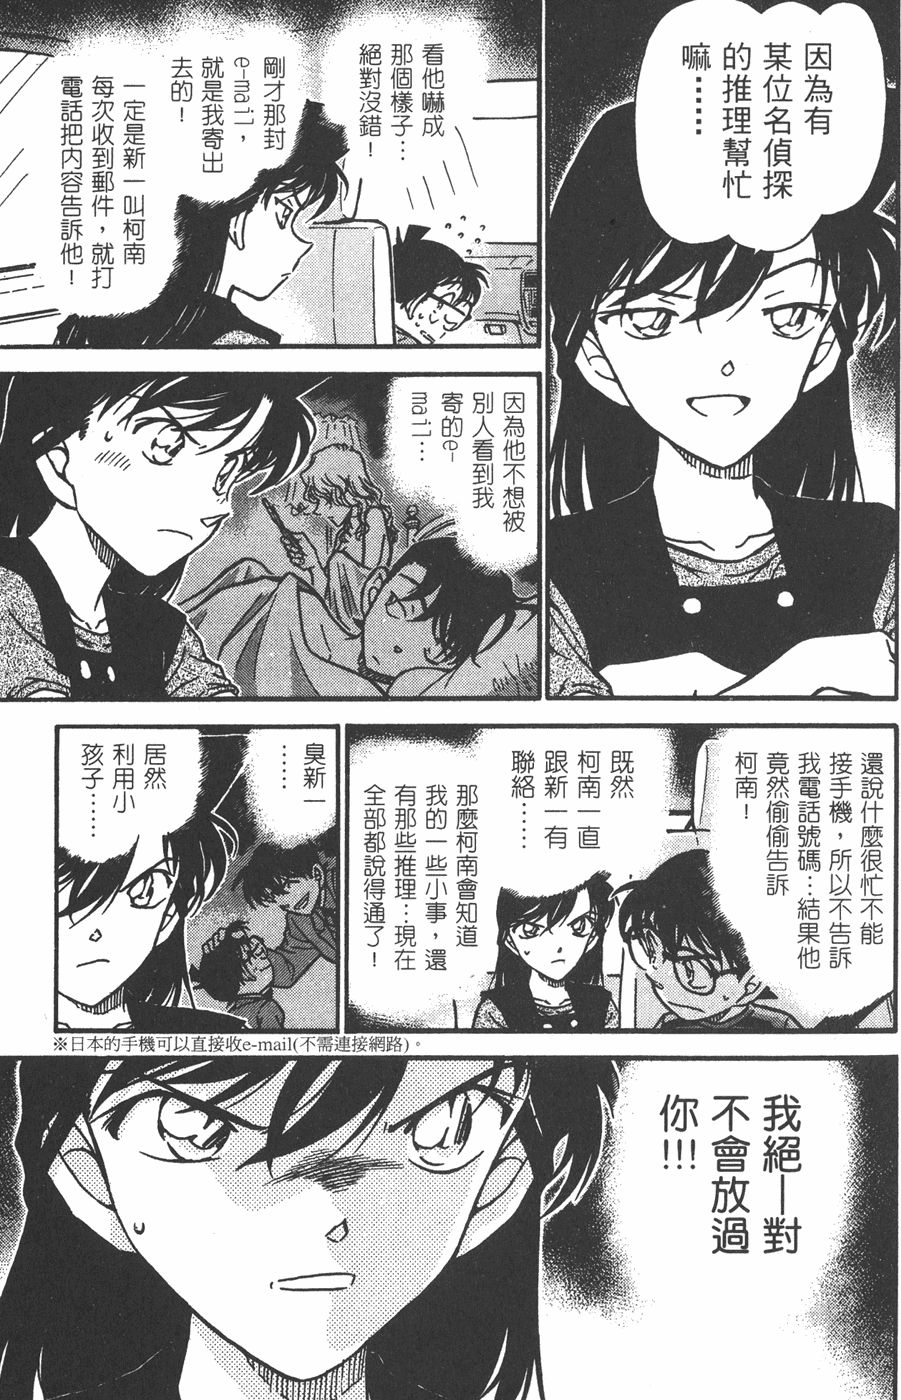 因為有
某位名偵探
的推理幫忙
嘛……
看他嚇成
那個樣子…
絕對沒錯！
剛才那封
e-mail，
就是我寄出
去的！
一定是新一叫柯南
每次收到郵件，就打
電話把內容告訴他！
因為他不想被
別人看到我
寄的e-
mail…
還說什麼很忙不能
接手機，所以不告訴
我電話號碼…結果他
竟然偷偷告訴
柯南！
既然
柯南一直
跟新一有
聯絡……
那麼柯南會知道
我的一些小事，還
有那些推理…現在
全部都說得通了！
臭新一
……
居然
利用小
孩子……
※日本的手機可以直接收e-mail(不需連接網路)。
我絕—對
不會放過
你!!!